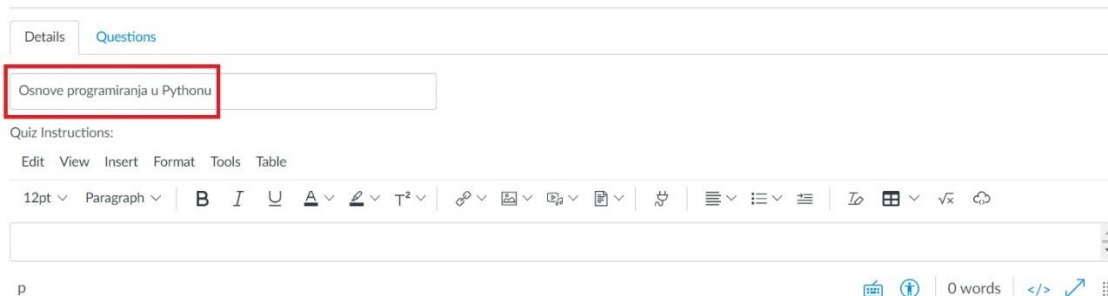 Details Questions
Osnove programiranja u Pythonu
Quiz Instructions:
Edit View Insert Format Tools Table
12pt Paragraph B I U A T²
p 0 words </>